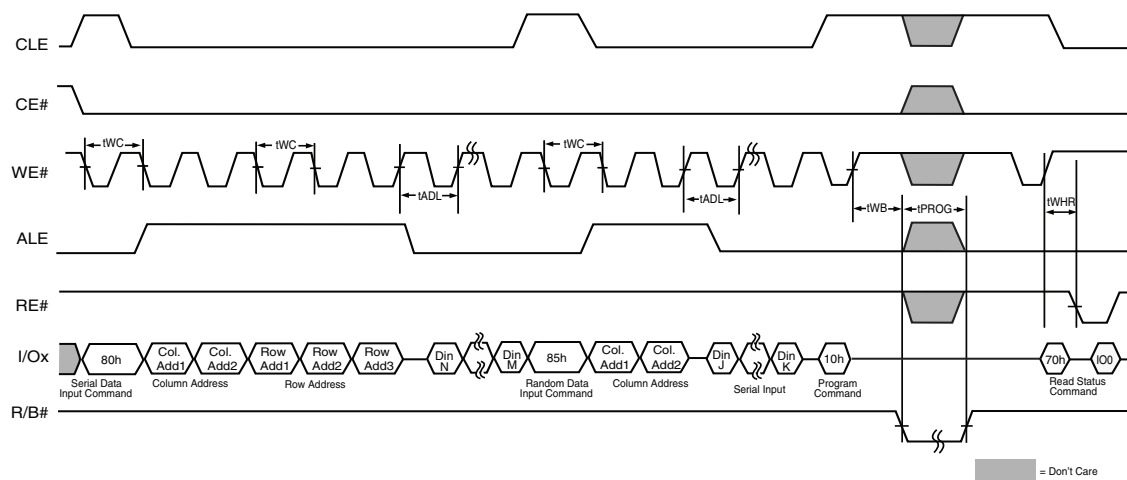 CLE
CE#
tWC
tWC
tWC
WE#
tADL
tADL
tWB
tPROG
tWHR
ALE
RE#
I/Ox
80h
Col. Add1
Col. Add2
Row Add1
Row Add2
Row Add3
Din N
Din M
85h
Col. Add1
Col. Add2
Din J
Din K
10h
70h
IO0
Serial Data
Input Command
Column Address
Row Address
Random Data
Input Command
Column Address
Serial Input
Program
Command
Read Status
Command
R/B#
= Don't Care